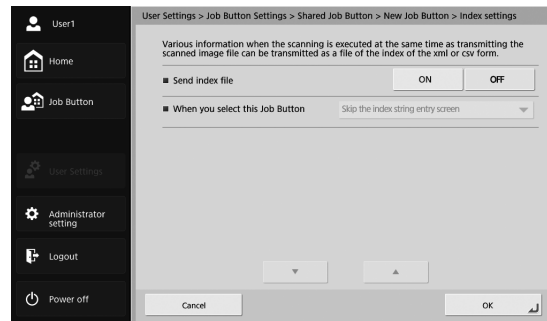 User1
Home
Job Button
User Settings
Administrator
setting
Logout
Power off
User Settings > Job Button Settings > Shared Job Button > New Job Button > Index settings
Various information when the scanning is executed at the same time as transmitting the
scanned image file can be transmitted as a file of the index of the xml or csv form.
Send index file
ON
OFF
When you select this Job Button
Skip the index string entry screen
Cancel
OK